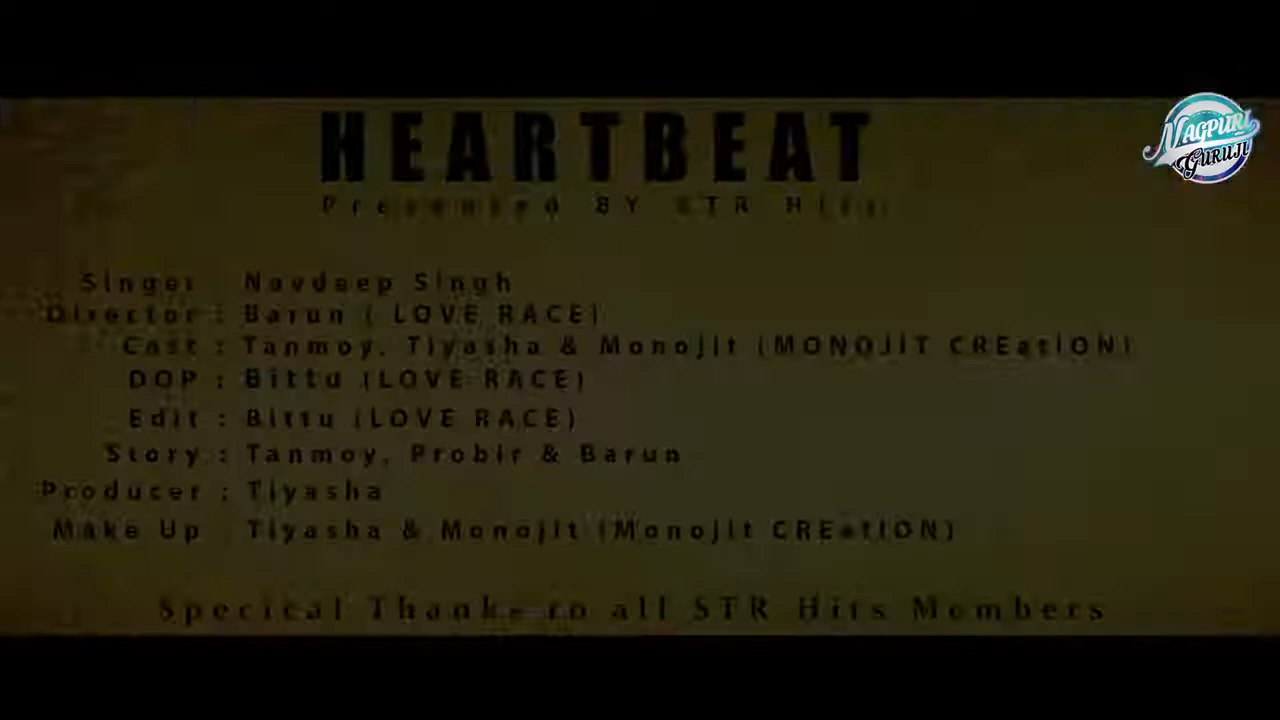 HEARTBEAT
Presented BY STR Hits
Singer : Navdeep Singh
Director : Barun ( LOVE RACE)
Cast : Tanmoy, Tiyasha & Monojit (MONOJIT CREatION)
DOP : Bittu (LOVE RACE)
Edit : Bittu (LOVE RACE)
Story : Tanmoy, Probir & Barun
Producer : Tiyasha
Make Up : Tiyasha & Monojit (Monojit CREatION)
Specical Thanks to all STR Hits Members
NAGPURI
GURUJI